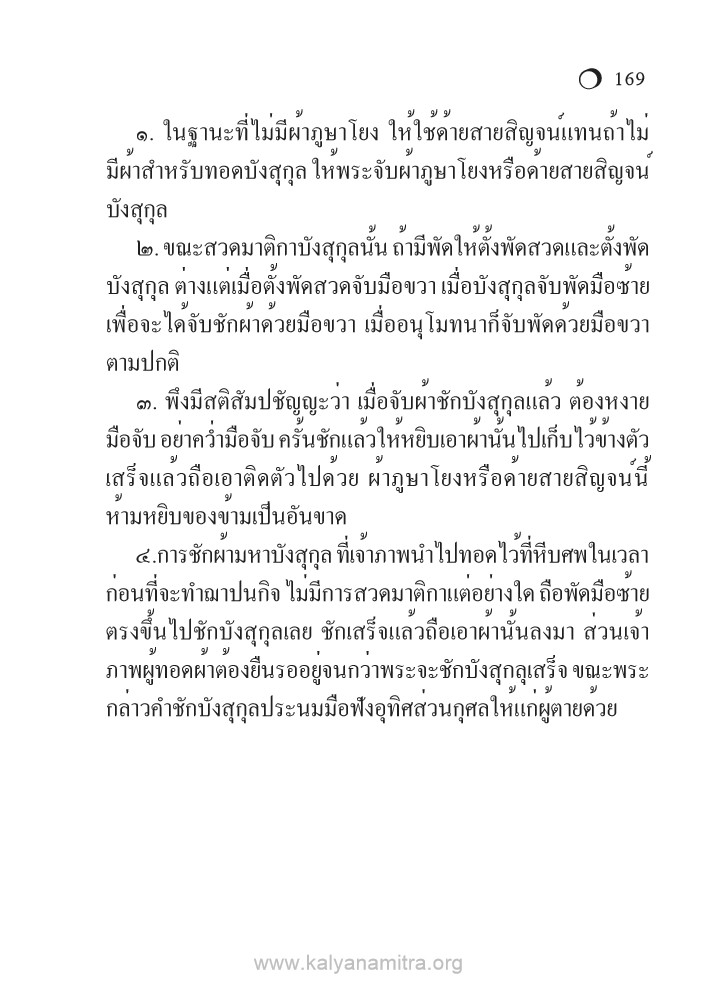 169
๑. ในฐานะที่ไม่มีผ้าภูษาโยง ให้ใช้ด้ายสายสิญจน์แทนถ้าไม่
มีผ้าสำหรับทอดบังสุกุล ให้พระจับผ้าภูษาโยงหรือด้ายสายสิญจน์
บังสุกุล
๒. ขณะสวดมาติกาบังสุกุลนั้น ถ้ามีพัดให้ตั้งพัดสวดและตั้งพัด
บังสุกุล ต่างแต่เมื่อตั้งพัดสวดจับมือขวา เมื่อบังสุกุลจับพัดมือซ้าย
เพื่อจะได้จับชักผ้าด้วยมือขวา เมื่ออนุโมทนาก็จับพัดด้วยมือขวา
ตามปกติ
๓. พึงมีสติสัมปชัญญะว่า เมื่อจับผ้าชักบังสุกุลแล้ว ต้องหงาย
มือจับ อย่าคว่ำมือจับ ครั้นชักแล้วให้หยิบเอาผ้านั้นไปเก็บไว้ข้างตัว
เสร็จแล้วถือเอาติดตัวไปด้วย ผ้าภูษาโยงหรือด้ายสายสิญจน์นี้
ห้ามหยิบของข้ามเป็นอันขาด
๔.การชักผ้ามหาบังสุกุล ที่เจ้าภาพนำไปทอดไว้ที่หีบศพในเวลา
ก่อนที่จะทำฌาปนกิจ ไม่มีการสวดมาติกาแต่อย่างใด ถือพัดมือซ้าย
ตรงขึ้นไปชักบังสุกุลเลย ชักเสร็จแล้วถือเอาผ้านั้นลงมา ส่วนเจ้า
ภาพผู้ทอดผ้าต้องยืนรออยู่จนกว่าพระจะชักบังสุกลุเสร็จ ขณะพระ
กล่าวคำชักบังสุกุลประนมมือฟังอุทิศส่วนกุศลให้แก่ผู้ตายด้วย
www.kalyanamitra.org